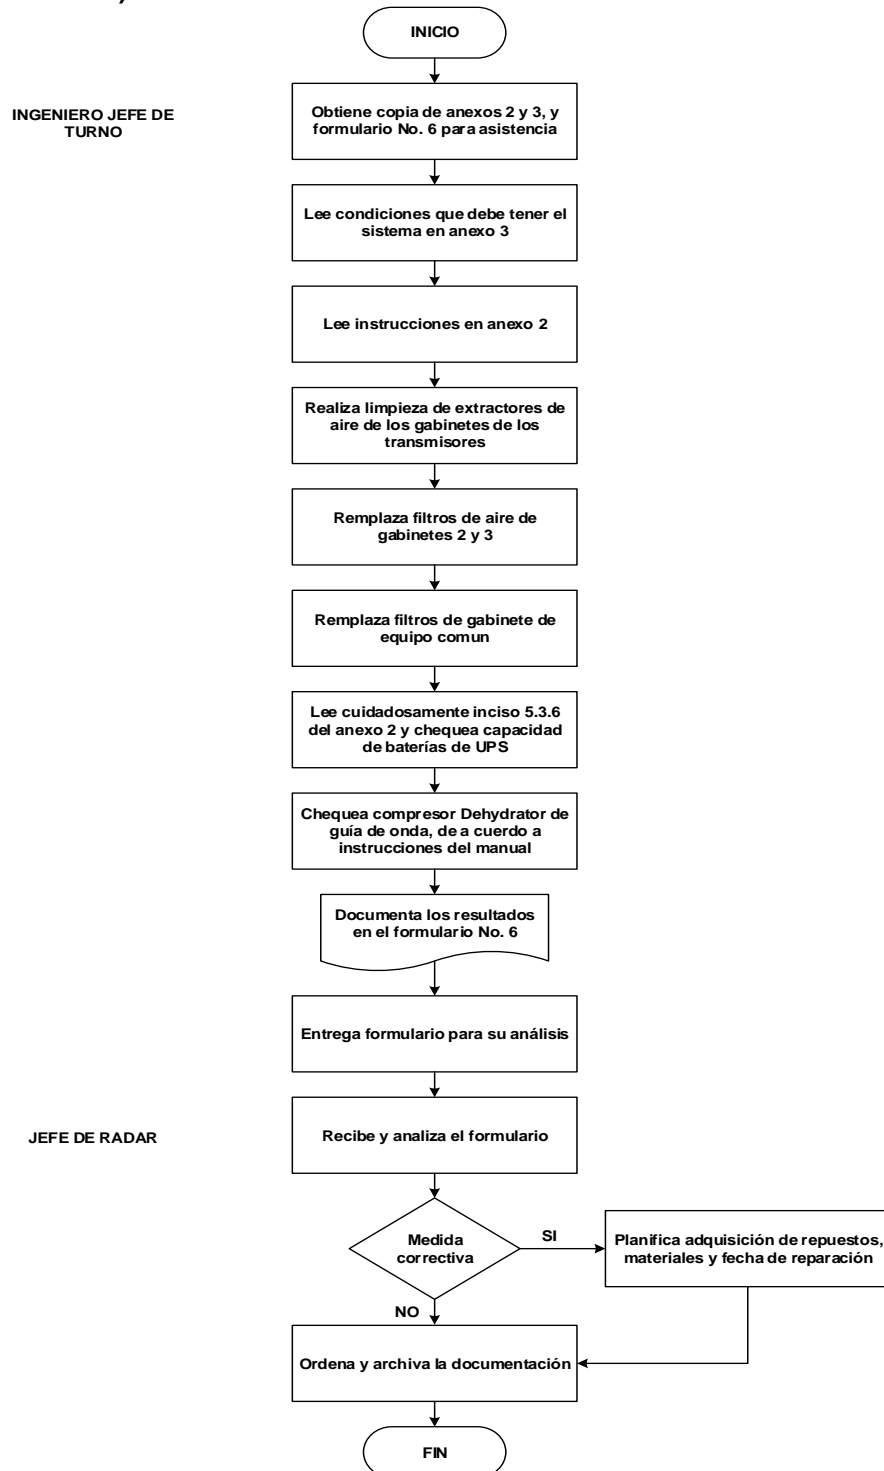 )
INICIO
INGENIERO JEFE DE
TURNO
Obtiene copia de anexos 2 y 3, y
formulario No. 6 para asistencia
Lee condiciones que debe tener el
sistema en anexo 3
Lee instrucciones en anexo 2
Realiza limpieza de extractores de
aire de los gabinetes de los
transmisores
Remplaza filtros de aire de
gabinetes 2 y 3
Remplaza filtros de gabinete de
equipo comun
Lee cuidadosamente inciso 5.3.6
del anexo 2 y chequea capacidad
de baterías de UPS
Chequea compresor Dehydrator de
guía de onda, de a cuerdo a
instrucciones del manual
Documenta los resultados
en el formulario No. 6
Entrega formulario para su análisis
JEFE DE RADAR
Recibe y analiza el formulario
Medida
correctiva
SI
Planifica adquisición de repuestos,
materiales y fecha de reparación
NO
Ordena y archiva la documentación
FIN